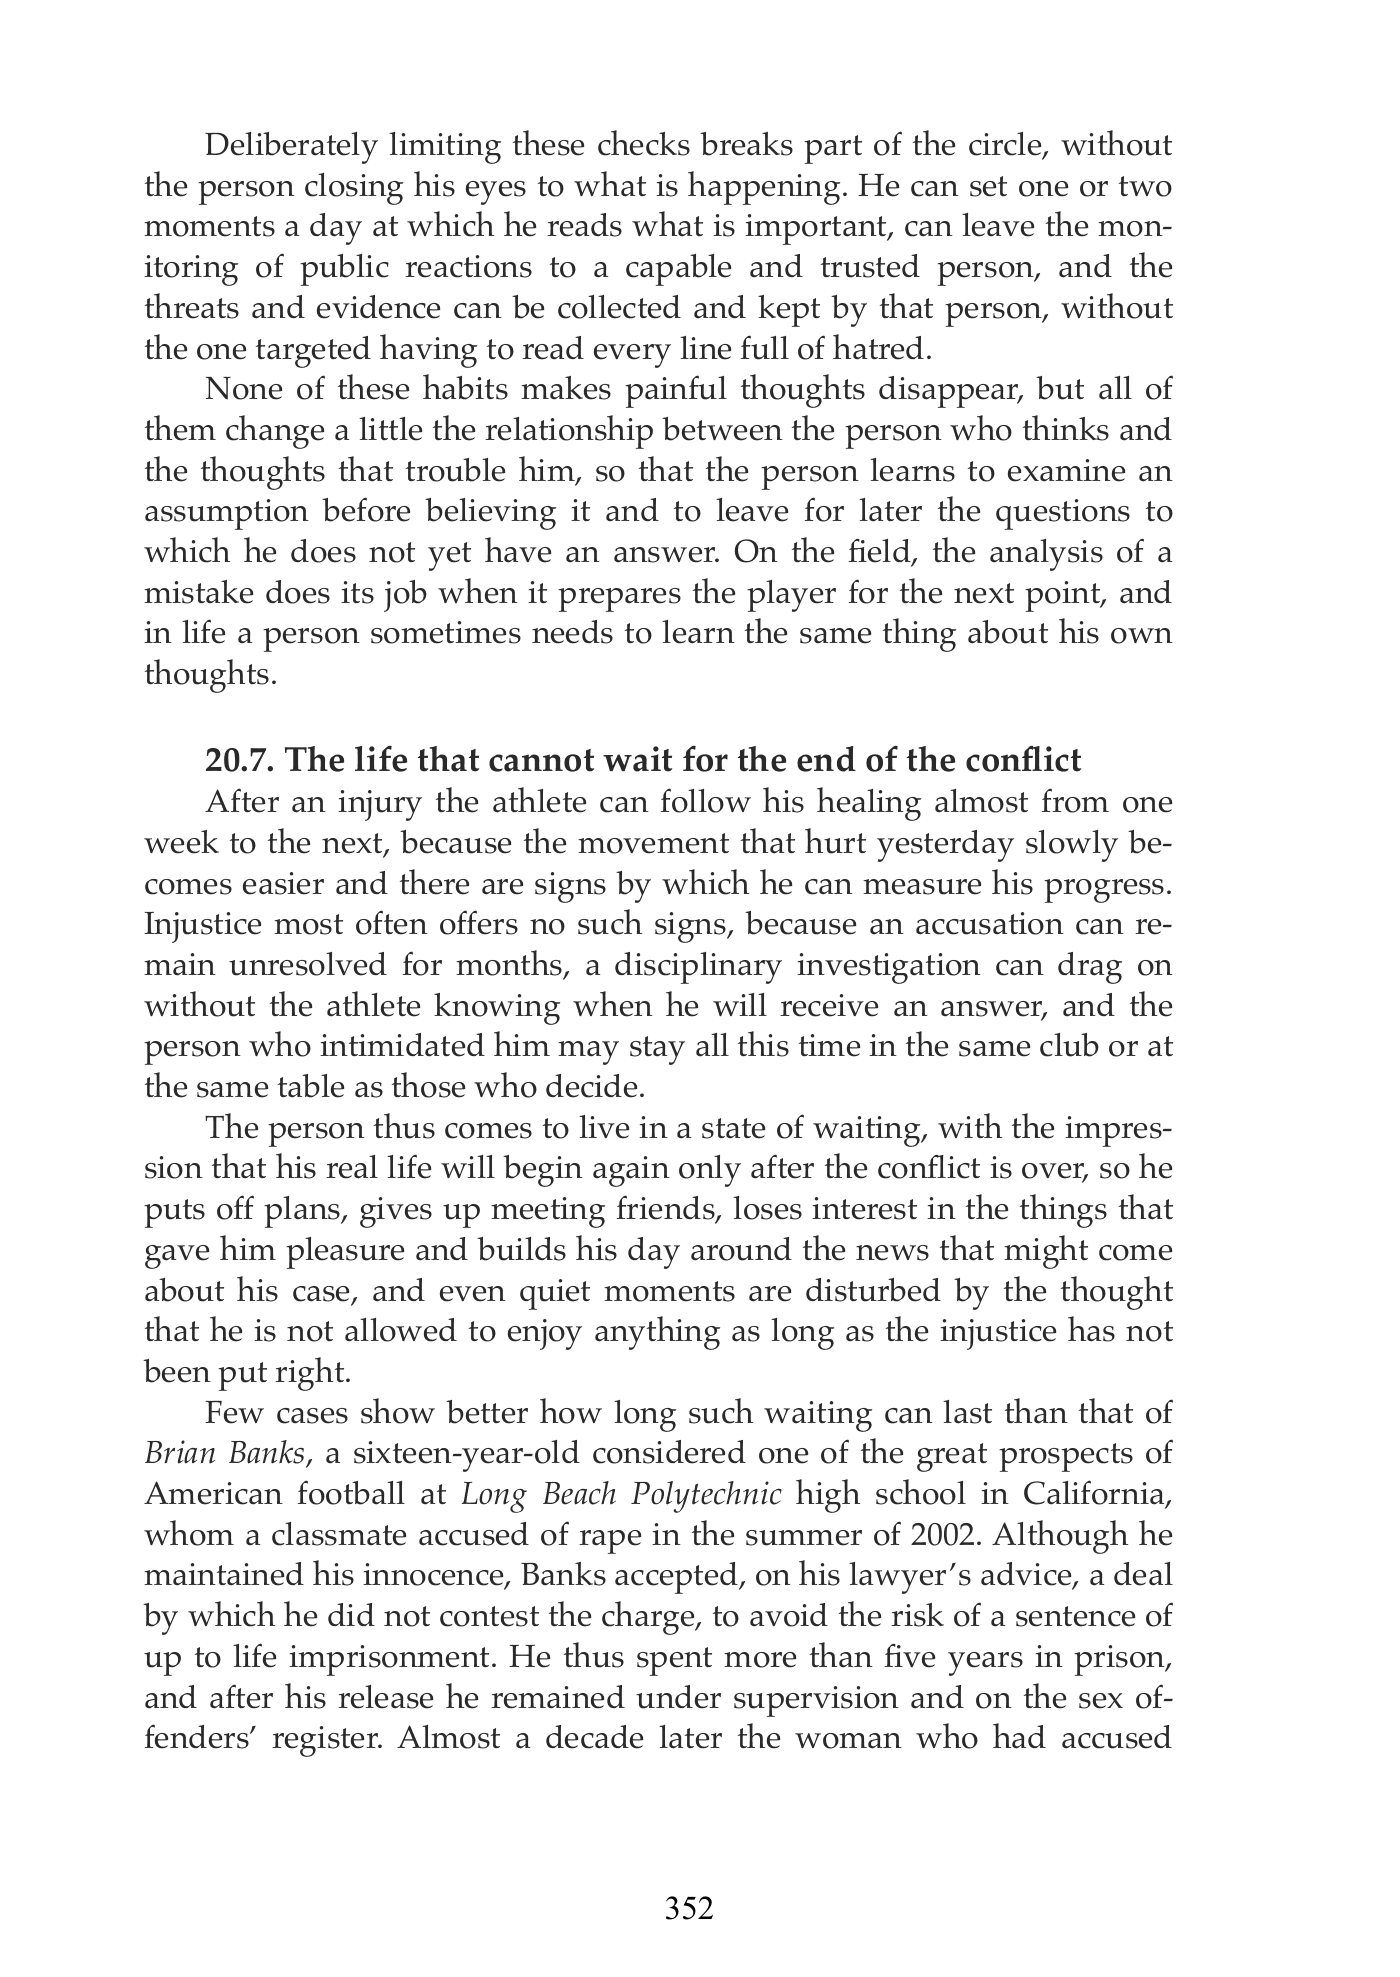 Deliberately limiting these checks breaks part of the circle, without
the person closing his eyes to what is happening. He can set one or two
moments a day at which he reads what is important, can leave the mon-
itoring of public reactions to a capable and trusted person, and the
threats and evidence can be collected and kept by that person, without
the one targeted having to read every line full of hatred.
None of these habits makes painful thoughts disappear, but all of
them change a little the relationship between the person who thinks and
the thoughts that trouble him, so that the person learns to examine an
assumption before believing it and to leave for later the questions to
which he does not yet have an answer. On the field, the analysis of a
mistake does its job when it prepares the player for the next point, and
in life a person sometimes needs to learn the same thing about his own
thoughts.
20.7. The life that cannot wait for the end of the conflict
After an injury the athlete can follow his healing almost from one
week to the next, because the movement that hurt yesterday slowly be-
comes easier and there are signs by which he can measure his progress.
Injustice most often offers no such signs, because an accusation can re-
main unresolved for months, a disciplinary investigation can drag on
without the athlete knowing when he will receive an answer, and the
person who intimidated him may stay all this time in the same club or at
the same table as those who decide.
The person thus comes to live in a state of waiting, with the impres-
sion that his real life will begin again only after the conflict is over, so he
puts off plans, gives up meeting friends, loses interest in the things that
gave him pleasure and builds his day around the news that might come
about his case, and even quiet moments are disturbed by the thought
that he is not allowed to enjoy anything as long as the injustice has not
been put right.
Few cases show better how long such waiting can last than that of
Brian Banks, a sixteen-year-old considered one of the great prospects of
American football at Long Beach Polytechnic high school in California,
whom a classmate accused of rape in the summer of 2002. Although he
maintained his innocence, Banks accepted, on his lawyer’s advice, a deal
by which he did not contest the charge, to avoid the risk of a sentence of
up to life imprisonment. He thus spent more than five years in prison,
and after his release he remained under supervision and on the sex of-
fenders’ register. Almost a decade later the woman who had accused
352